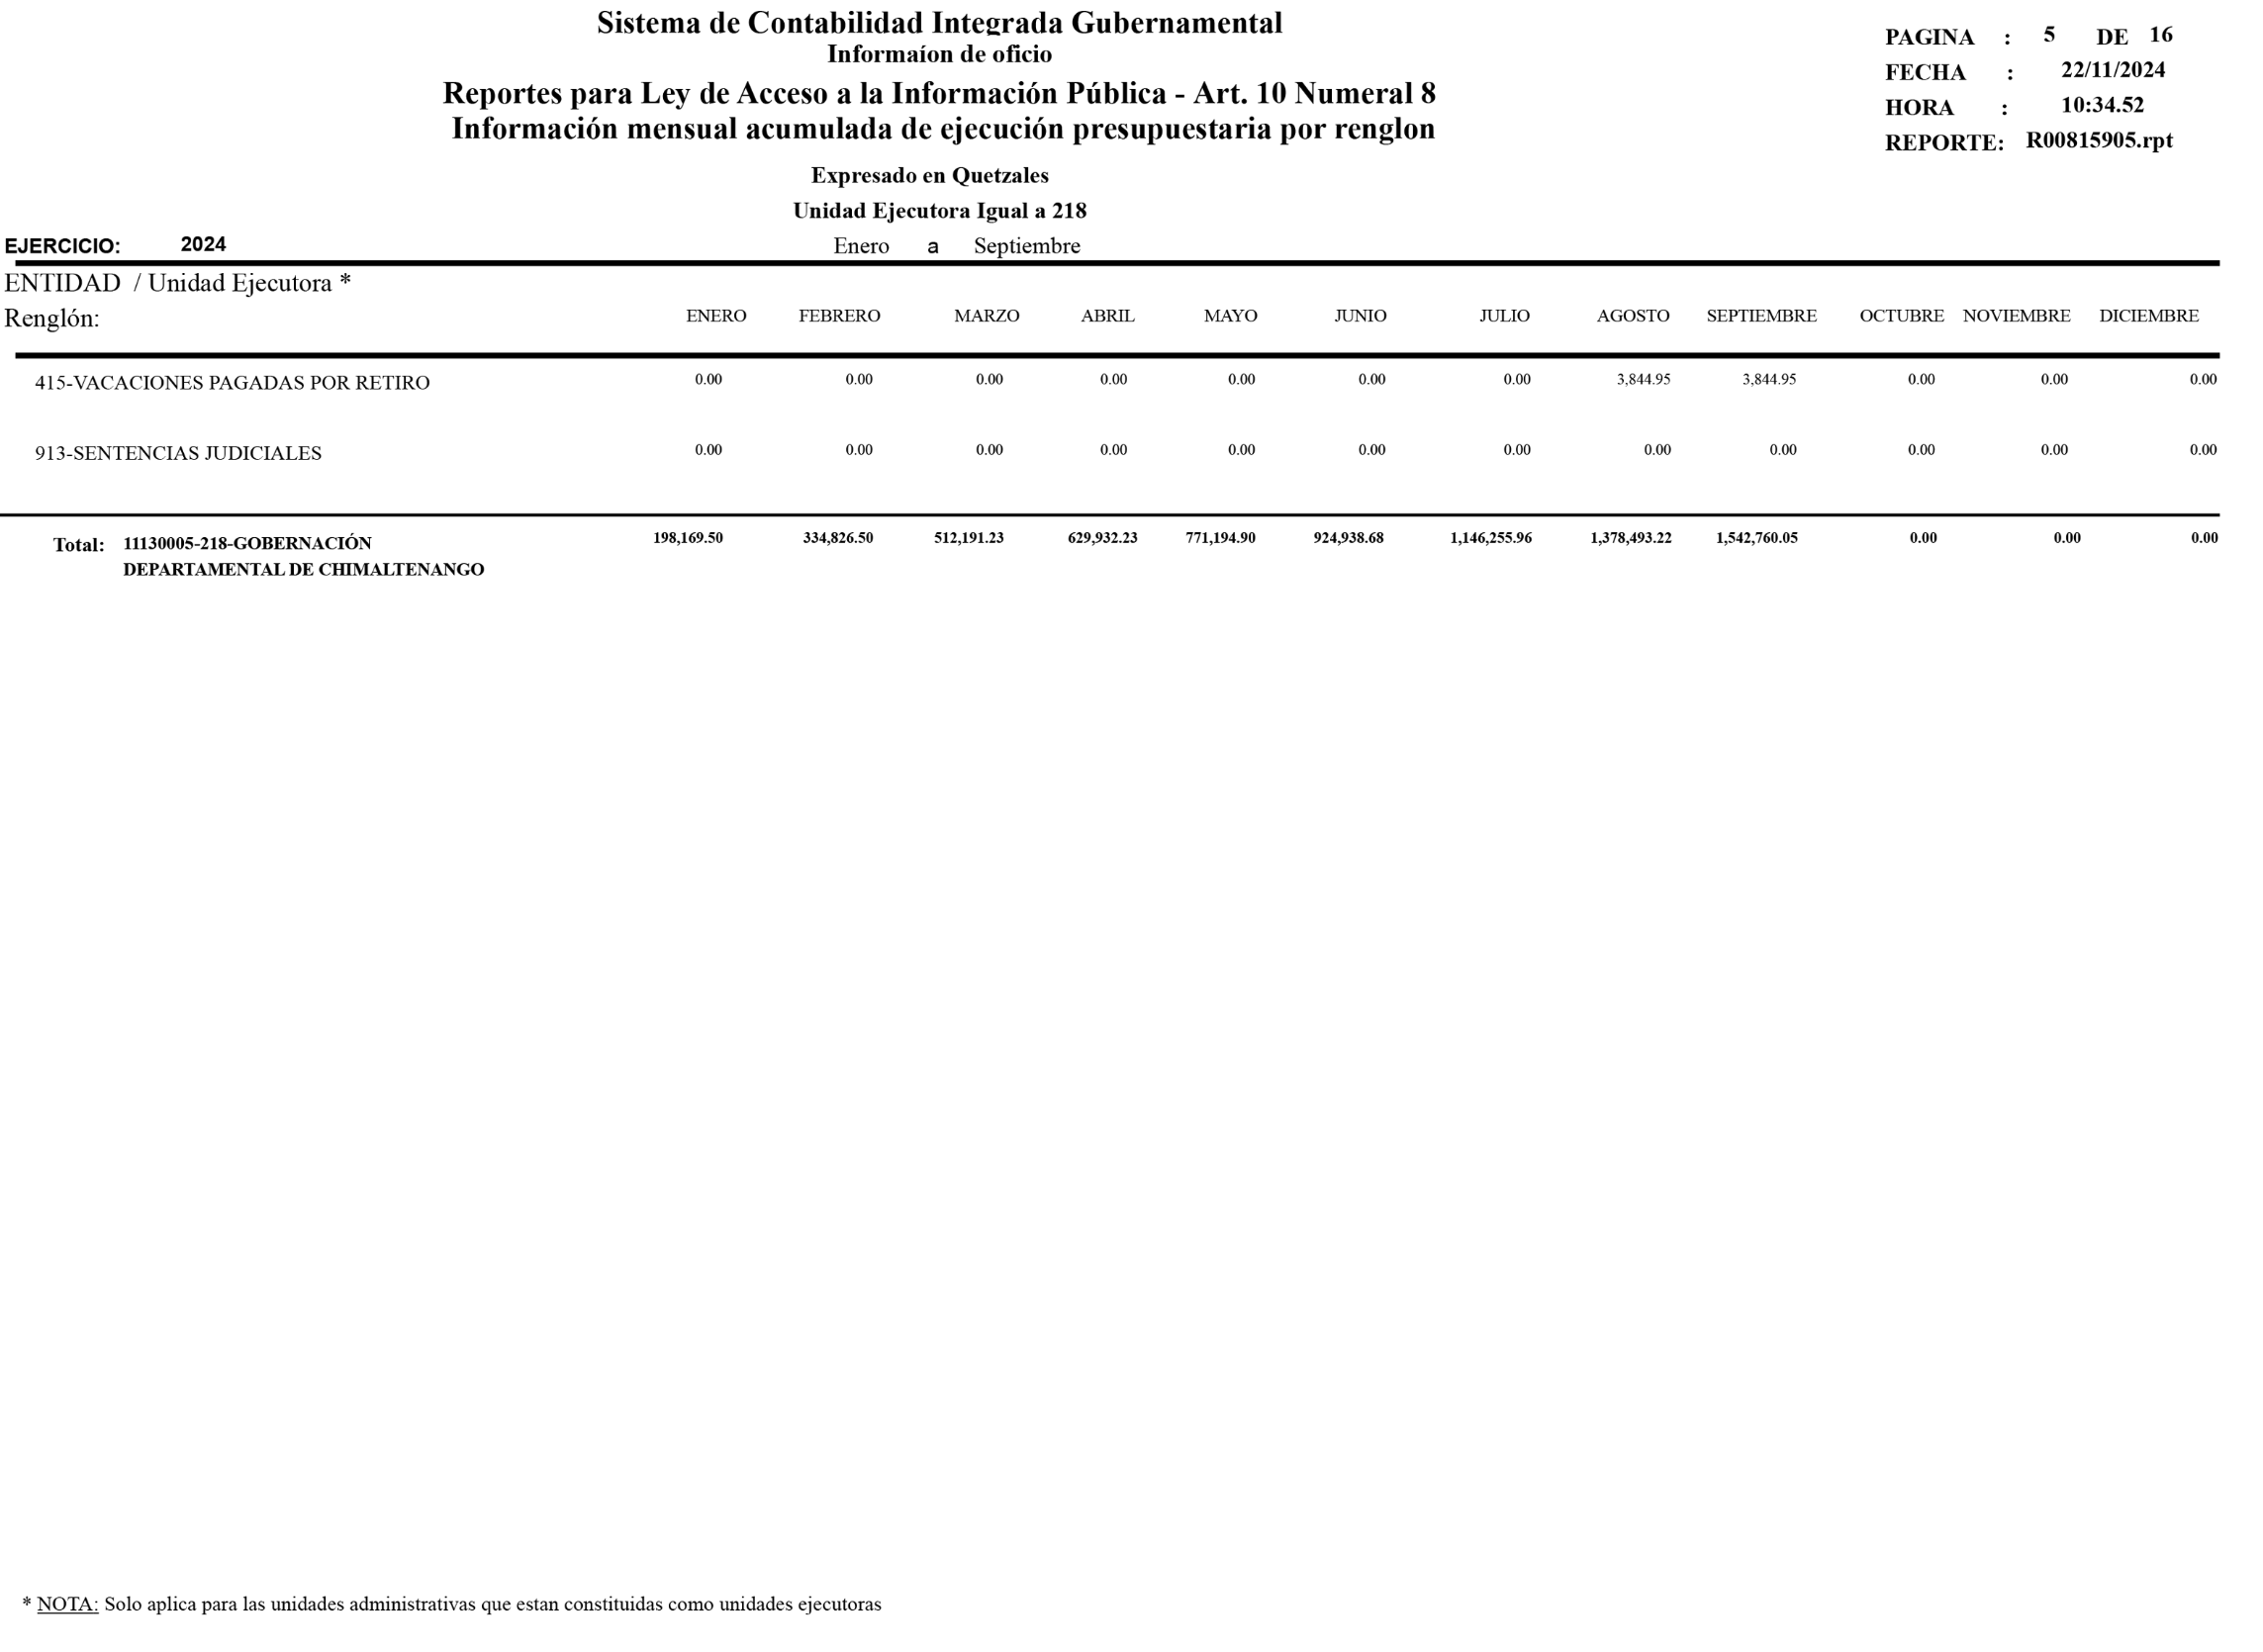 Sistema de Contabilidad Integrada Gubernamental
Informaíon de oficio
Reportes para Ley de Acceso a la Información Pública - Art. 10 Numeral 8
Información mensual acumulada de ejecución presupuestaria por renglon
Expresado en Quetzales
Unidad Ejecutora Igual a 218
PAGINA : 5 DE 16
FECHA : 22/11/2024
HORA : 10:34.52
REPORTE: R00815905.rpt
EJERCICIO: 2024 Enero a Septiembre
ENTIDAD / Unidad Ejecutora *
Renglón: ENERO FEBRERO MARZO ABRIL MAYO JUNIO JULIO AGOSTO SEPTIEMBRE OCTUBRE NOVIEMBRE DICIEMBRE
415-VACACIONES PAGADAS POR RETIRO 0.00 0.00 0.00 0.00 0.00 0.00 0.00 3,844.95 3,844.95 0.00 0.00 0.00
913-SENTENCIAS JUDICIALES 0.00 0.00 0.00 0.00 0.00 0.00 0.00 0.00 0.00 0.00 0.00 0.00
Total: 11130005-218-GOBERNACIÓN 198,169.50 334,826.50 512,191.23 629,932.23 771,194.90 924,938.68 1,146,255.96 1,378,493.22 1,542,760.05 0.00 0.00 0.00
DEPARTAMENTAL DE CHIMALTENANGO
* NOTA: Solo aplica para las unidades administrativas que estan constituidas como unidades ejecutoras